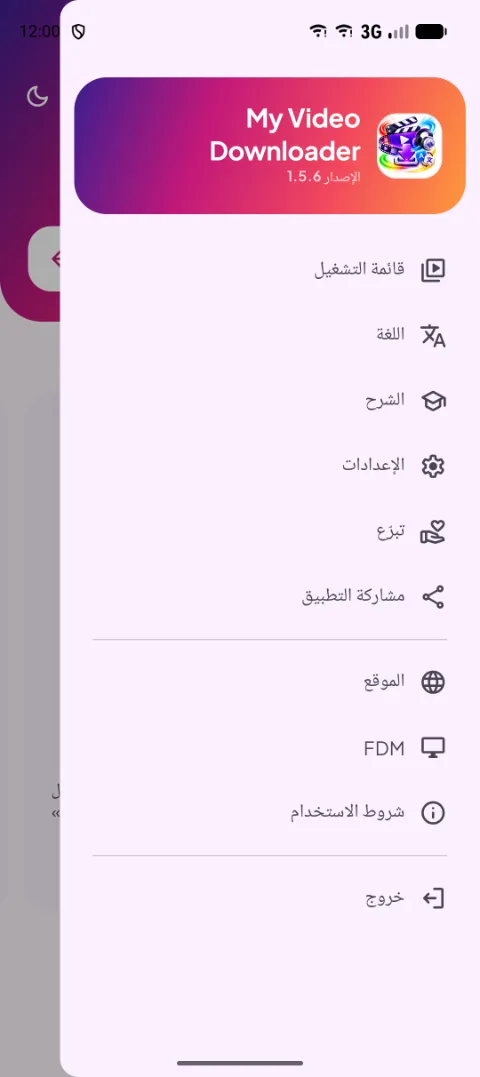 12:00
3G
My Video
Downloader
الإصدار 1.5.6
قائمة التشغيل
اللغة
الشرح
الإعدادات
تبرّع
مشاركة التطبيق
الموقع
FDM
شروط الاستخدام
خروج